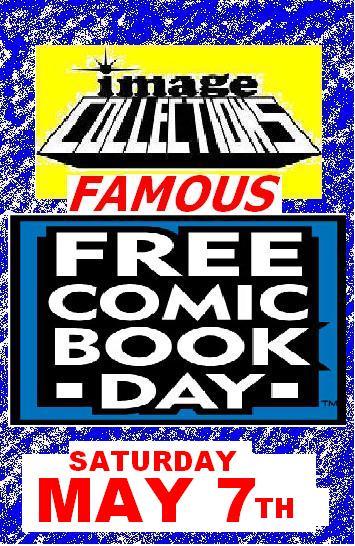 image
COLLECTIONS
FAMOUS
FREE
COMIC
BOOK
-DAY-
TM
SATURDAY
MAY 7TH